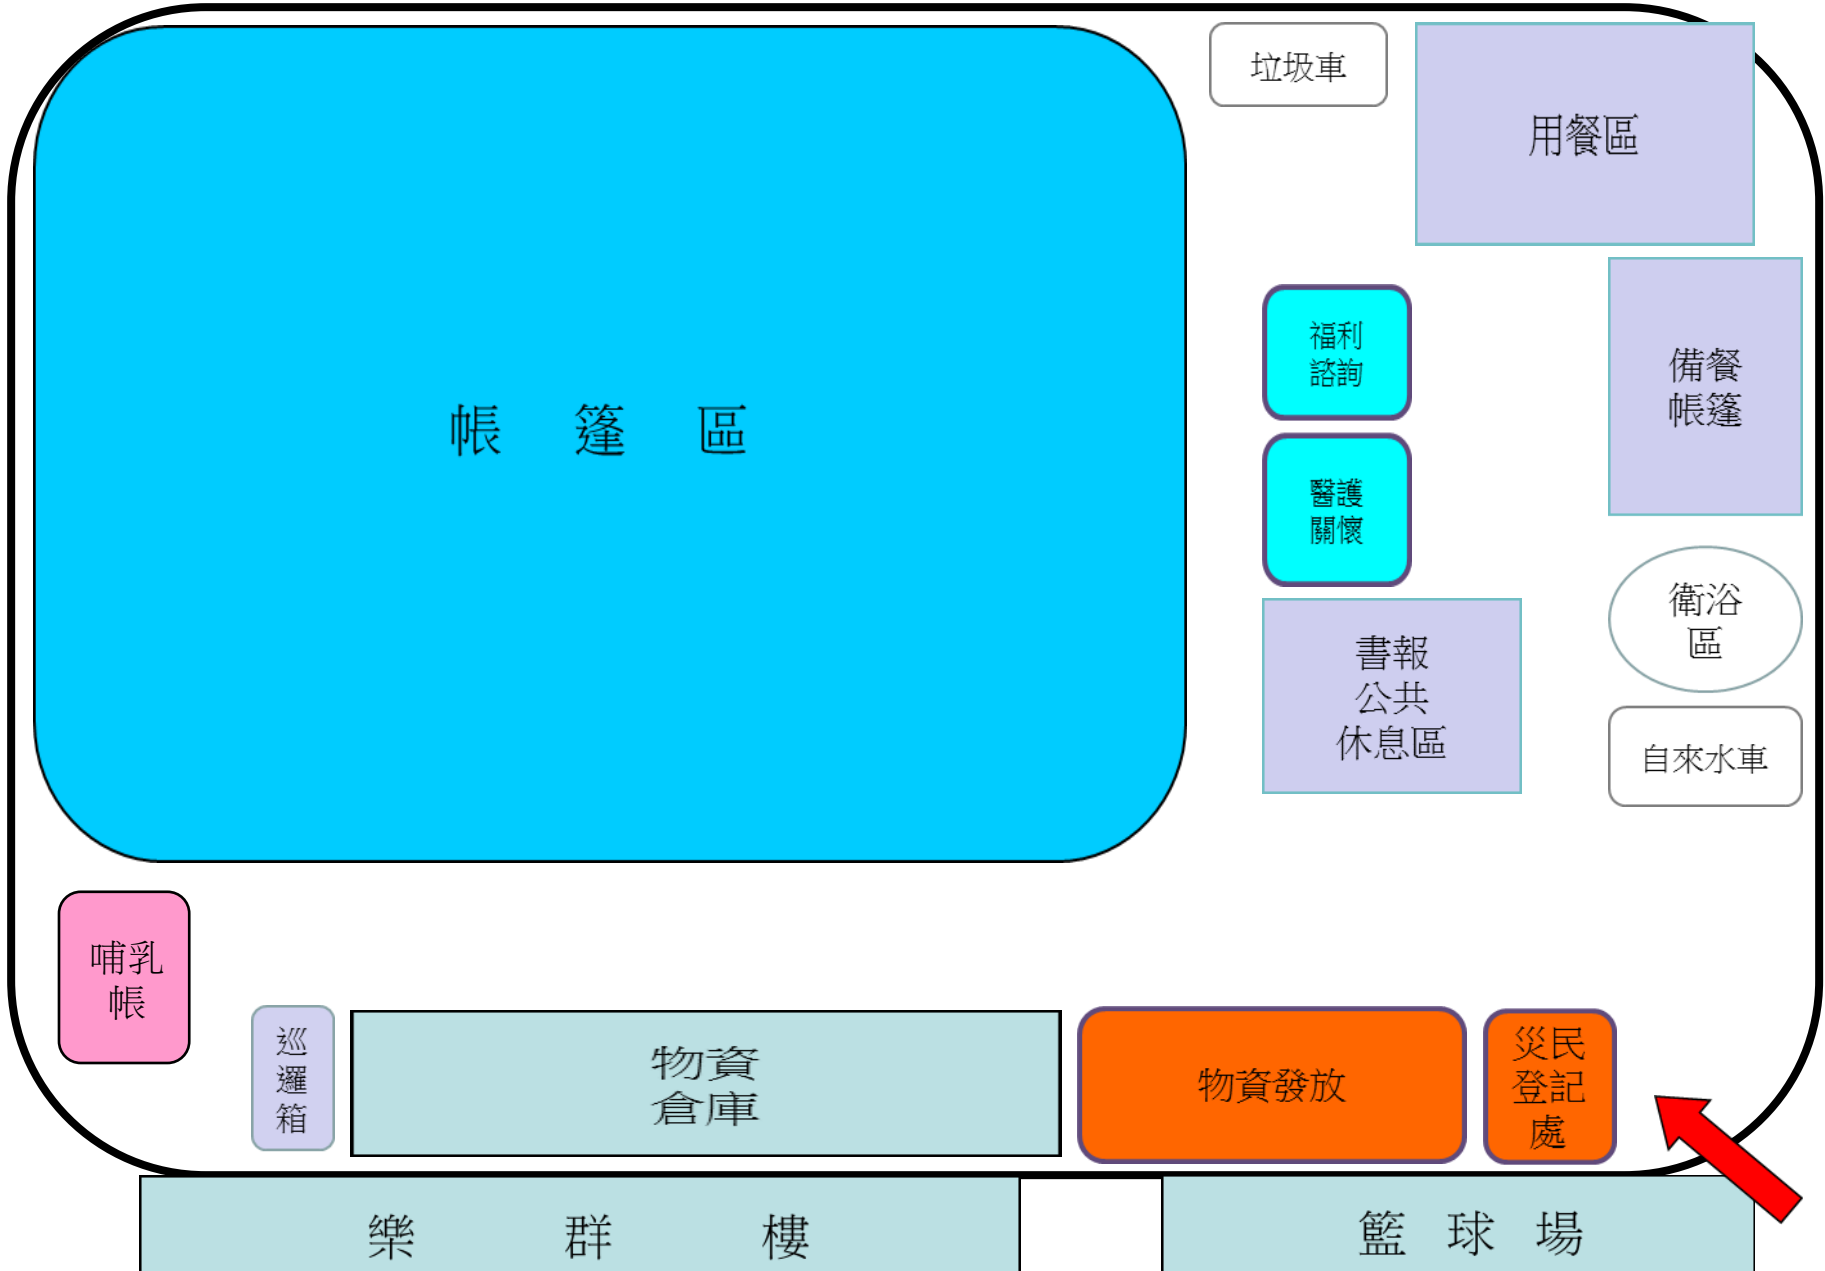 垃圾車
用餐區
福利
諮詢
備餐
帳篷
帳 篷 區
醫護
關懷
衛浴
區
書報
公共
休息區
自來水車
哺乳
帳
巡
邏
箱
物資
倉庫
物資發放
災民
登記
處
樂 群 樓
籃 球 場